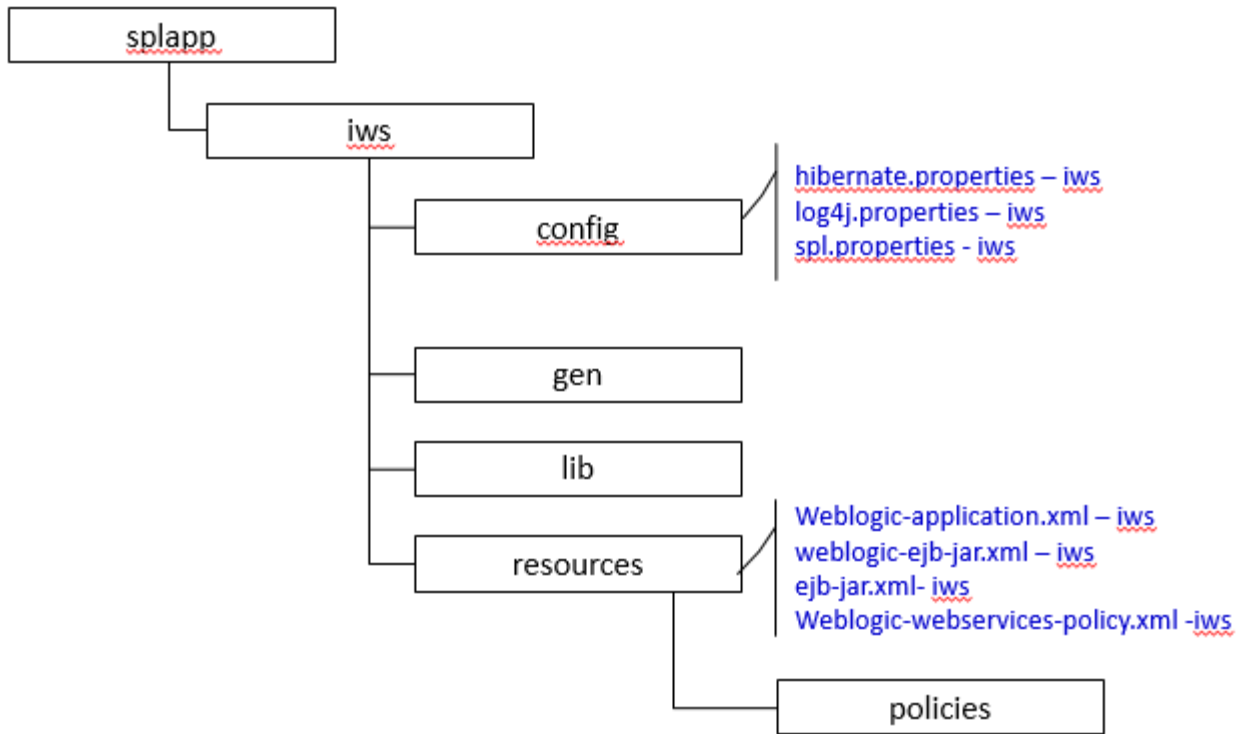 splapp
iws
config
hibernate.properties – iws
log4j.properties – iws
spl.properties - iws
gen
lib
resources
Weblogic-application.xml – iws
weblogic-ejb-jar.xml – iws
ejb-jar.xml- iws
Weblogic-webservices-policy.xml -iws
policies